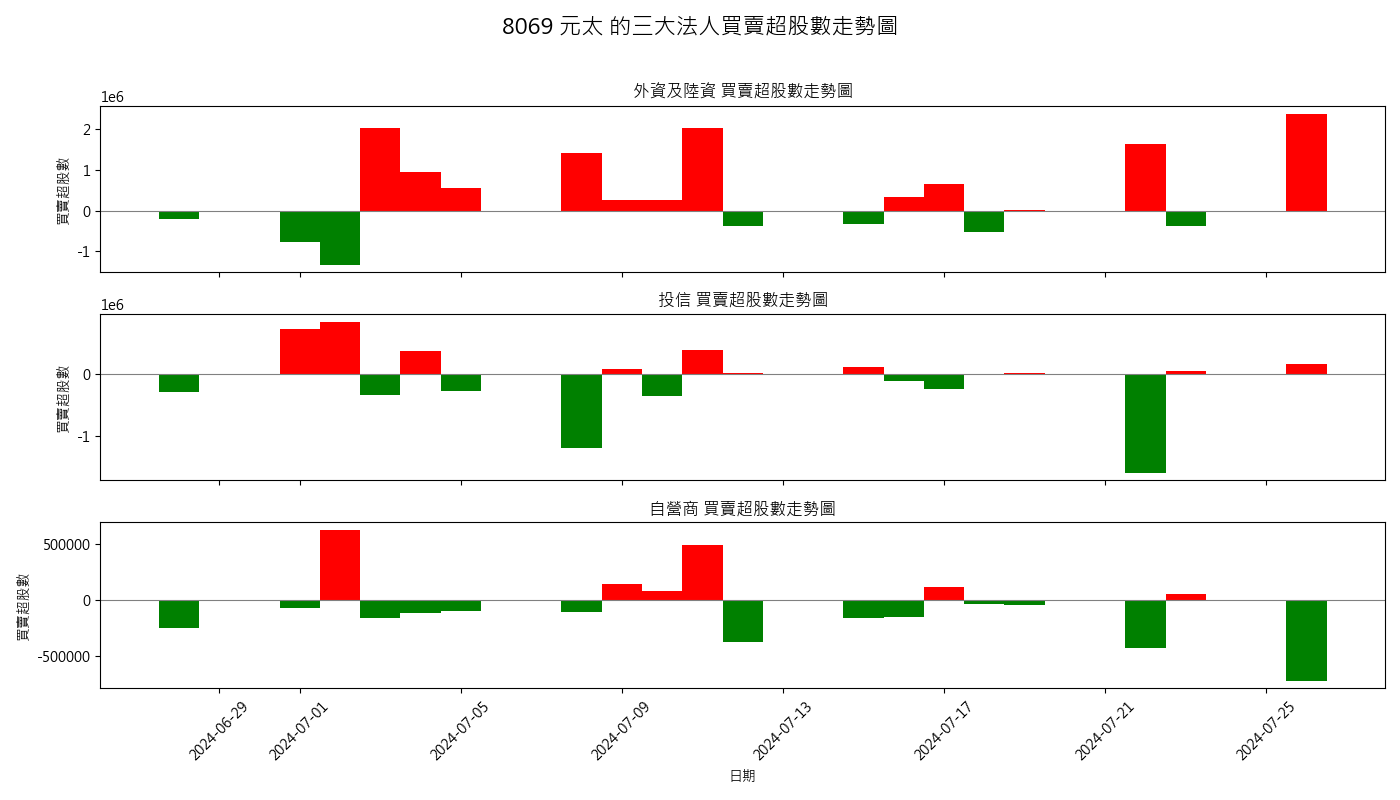 8069 元太 的三大法人買賣超股數走勢圖
外資及陸資 買賣超股數走勢圖
1e6
2
1
0
-1
買賣超股數
投信 買賣超股數走勢圖
1e6
0
-1
買賣超股數
自營商 買賣超股數走勢圖
500000
0
-500000
買賣超股數
2024-06-29
2024-07-01
2024-07-05
2024-07-09
2024-07-13
2024-07-17
2024-07-21
2024-07-25
日期